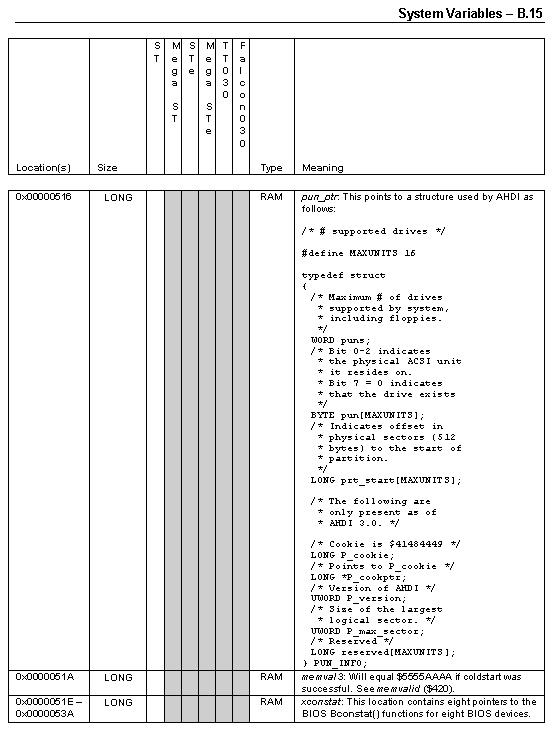 System Variables – B.15
Location(s) Size ST Mega ST STe Mega STe TT030 Falcon030 Type Meaning
0x00000516 LONG RAM pun_ptr: This points to a structure used by AHDI as
follows:
/* # supported drives */
#define MAXUNITS 16
typedef struct
{
/* Maximum # of drives
* supported by system,
* including floppies.
*/
WORD puns;
/* Bit 0-2 indicates
* the physical ACSI unit
* it resides on.
* Bit 7 = 0 indicates
* that the drive exists
*/
BYTE pun[MAXUNITS];
/* Indicates offset in
* physical sectors (512
* bytes) to the start of
* partition.
*/
LONG prt_start[MAXUNITS];
/* The following are
* only present as of
* AHDI 3.0. */
/* Cookie is $41484449 */
LONG P_cookie;
/* Points to P_cookie */
LONG *P_cookptr;
/* Version of AHDI */
UWORD P_version;
/* Size of the largest
* logical sector. */
UWORD P_max_sector;
/* Reserved */
LONG reserved[MAXUNITS];
} PUN_INFO;
0x0000051A LONG RAM memval3: Will equal $5555AAAA if coldstart was
successful. See memvalid ($420).
0x0000051E – LONG RAM xconstat: This location contains eight pointers to the
0x0000053A BIOS Bconstat() functions for eight BIOS devices.